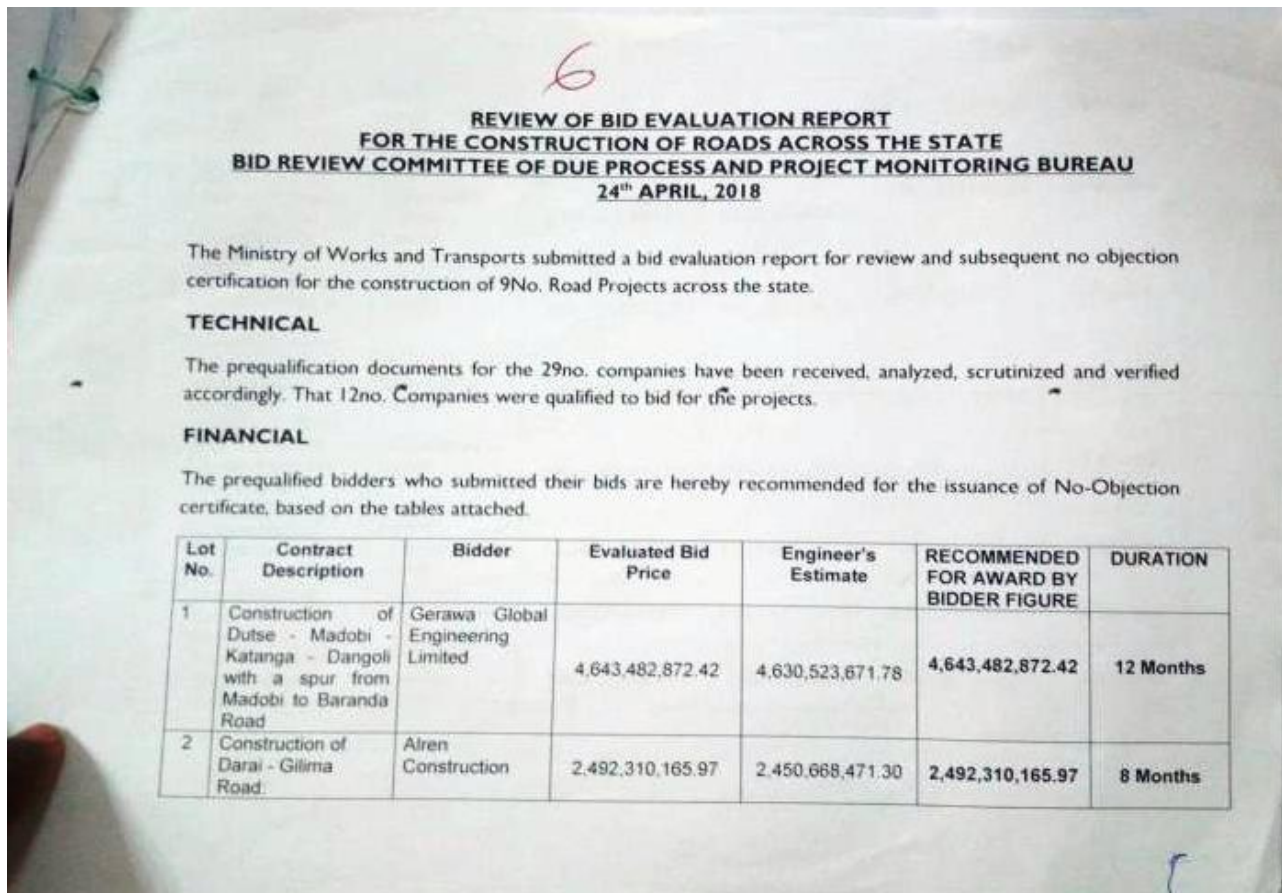 6
REVIEW OF BID EVALUATION REPORT
FOR THE CONSTRUCTION OF ROADS ACROSS THE STATE
BID REVIEW COMMITTEE OF DUE PROCESS AND PROJECT MONITORING BUREAU
24th APRIL, 2018
The Ministry of Works and Transports submitted a bid evaluation report for review and subsequent no objection
certification for the construction of 9No. Road Projects across the state.
TECHNICAL
The prequalification documents for the 29no. companies have been received, analyzed, scrutinized and verified
accordingly. That 12no. Companies were qualified to bid for the projects.
FINANCIAL
The prequalified bidders who submitted their bids are hereby recommended for the issuance of No-Objection
certificate, based on the tables attached.
Lot No. | Contract Description | Bidder | Evaluated Bid Price | Engineer's Estimate | RECOMMENDED FOR AWARD BY BIDDER FIGURE | DURATION
1 | Construction of Dutse - Madobi - Katanga - Dangoli with a spur from Madobi to Baranda Road | Gerawa Global Engineering Limited | 4,643,482,872.42 | 4,630,523,671.78 | 4,643,482,872.42 | 12 Months
2 | Construction of Darai - Gilima Road | Alren Construction | 2,492,310,165.97 | 2,450,668,471.30 | 2,492,310,165.97 | 8 Months